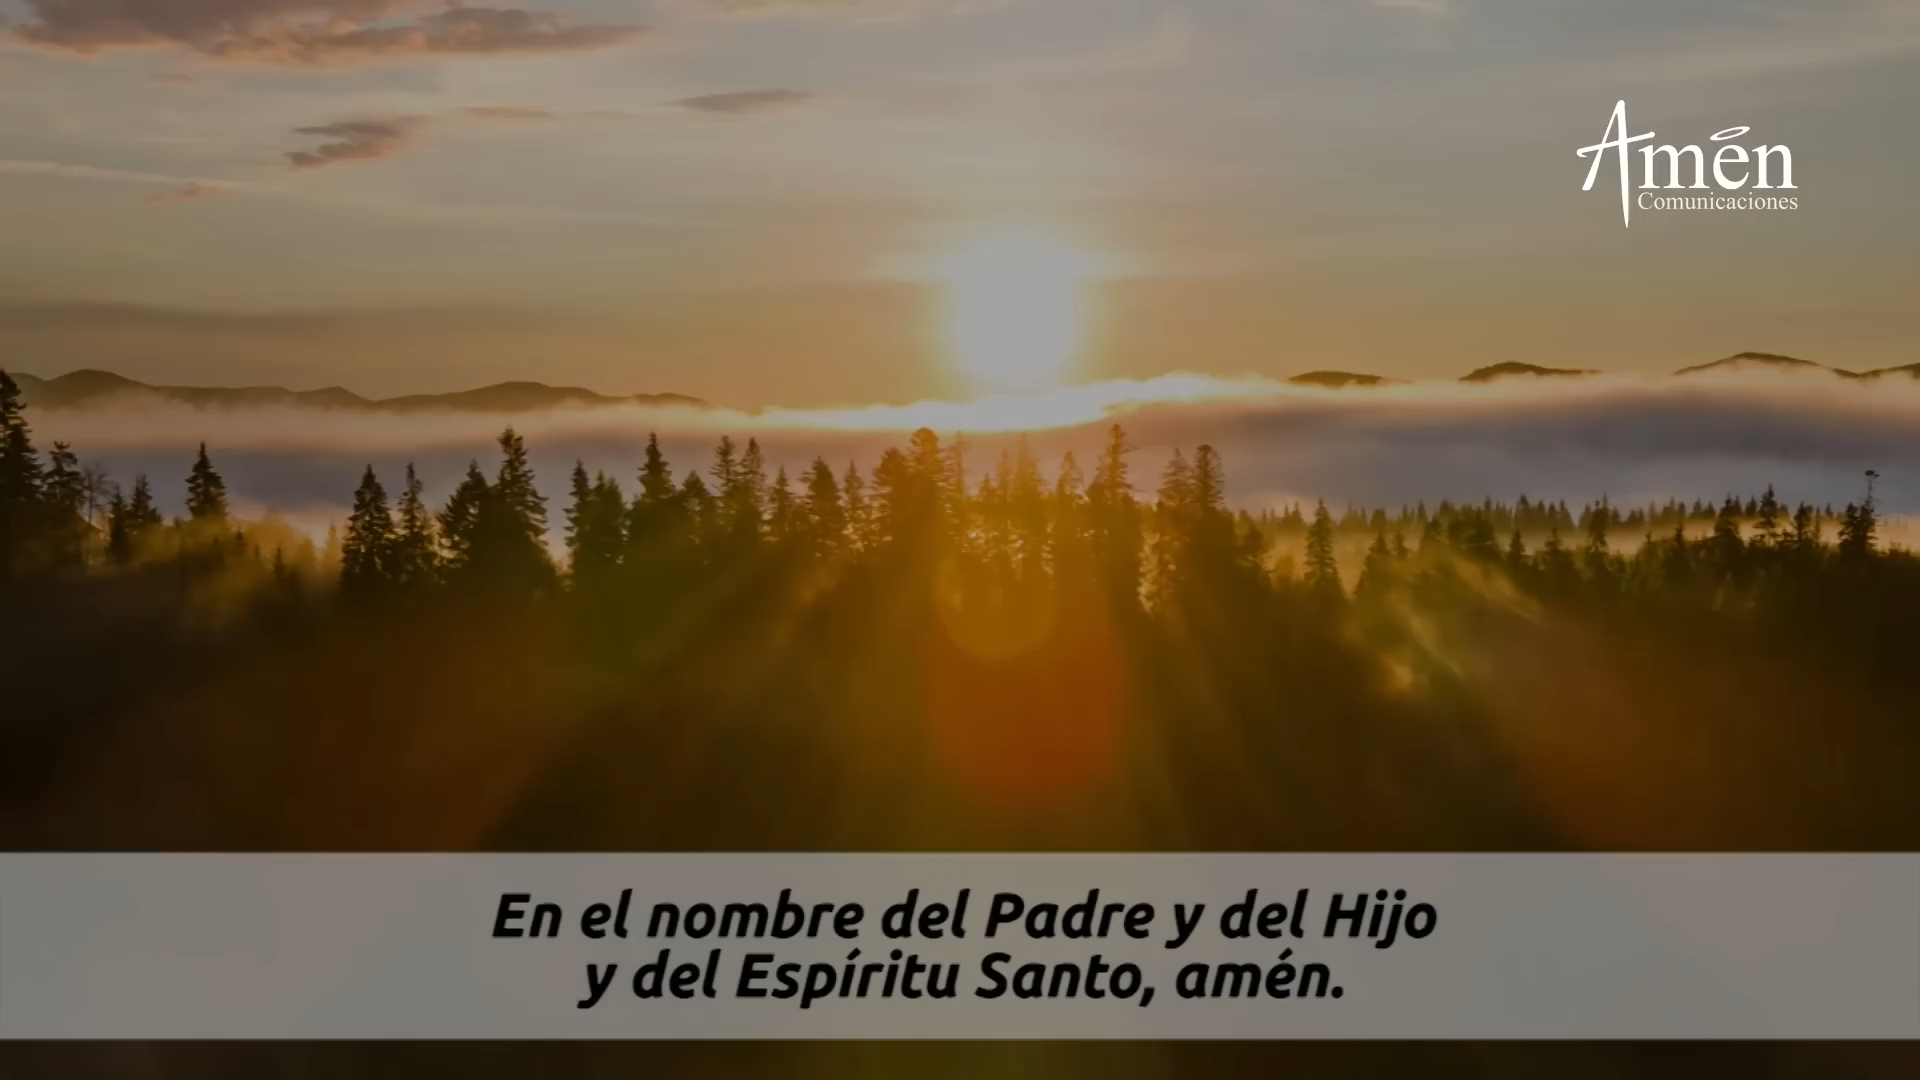 Amén
Comunicaciones
En el nombre del Padre y del Hijo
y del Espíritu Santo, amén.